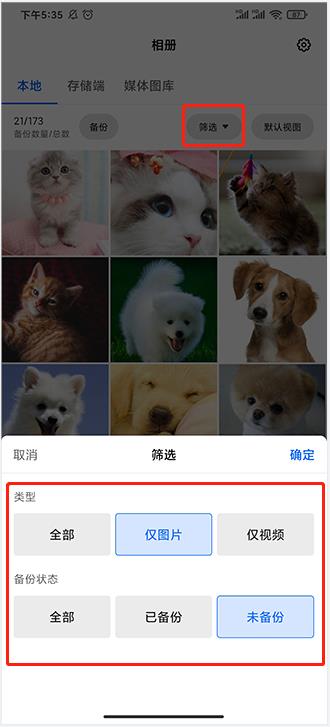 下午5:35
HD HD 87
相册
本地 存储端 媒体图库
21/173
备份数量/总数
备份 筛选 默认视图
取消 筛选 确定
类型
全部 仅图片 仅视频
备份状态
全部 已备份 未备份